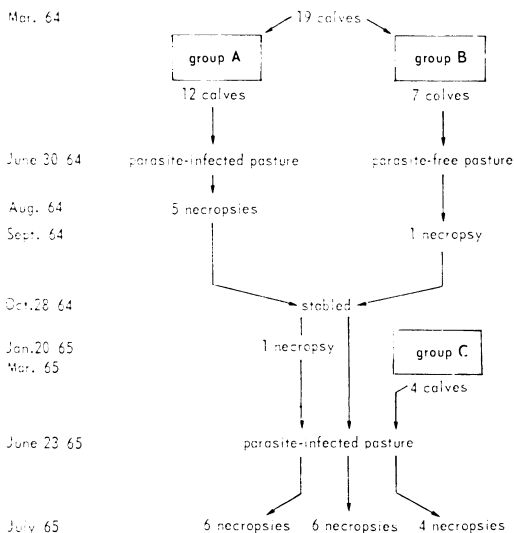 Mar. 64 19 calves
group A group B
12 calves 7 calves
June 30 64 parasite-infected pasture parasite-free pasture
Aug. 64 5 necropsies
Sept. 64 1 necropsy
Oct.28 64 stabled
Jan.20 65 1 necropsy group C
Mar. 65
4 calves
June 23 65 parasite-infected pasture
July 65 6 necropsies 6 necropsies 4 necropsies